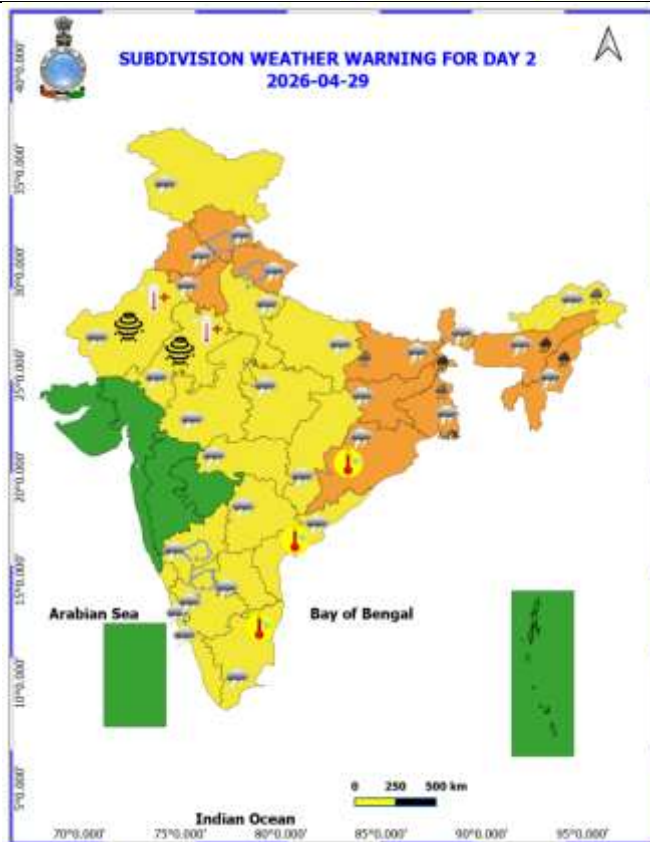 SUBDIVISION WEATHER WARNING FOR DAY 2
2026-04-29
40°0.000'
35°0.000'
30°0.000'
25°0.000'
20°0.000'
15°0.000'
10°0.000'
5°0.000'
Arabian Sea
Bay of Bengal
0 250 500 km
Indian Ocean
70°0.000' 75°0.000' 80°0.000' 85°0.000' 90°0.000' 95°0.000'